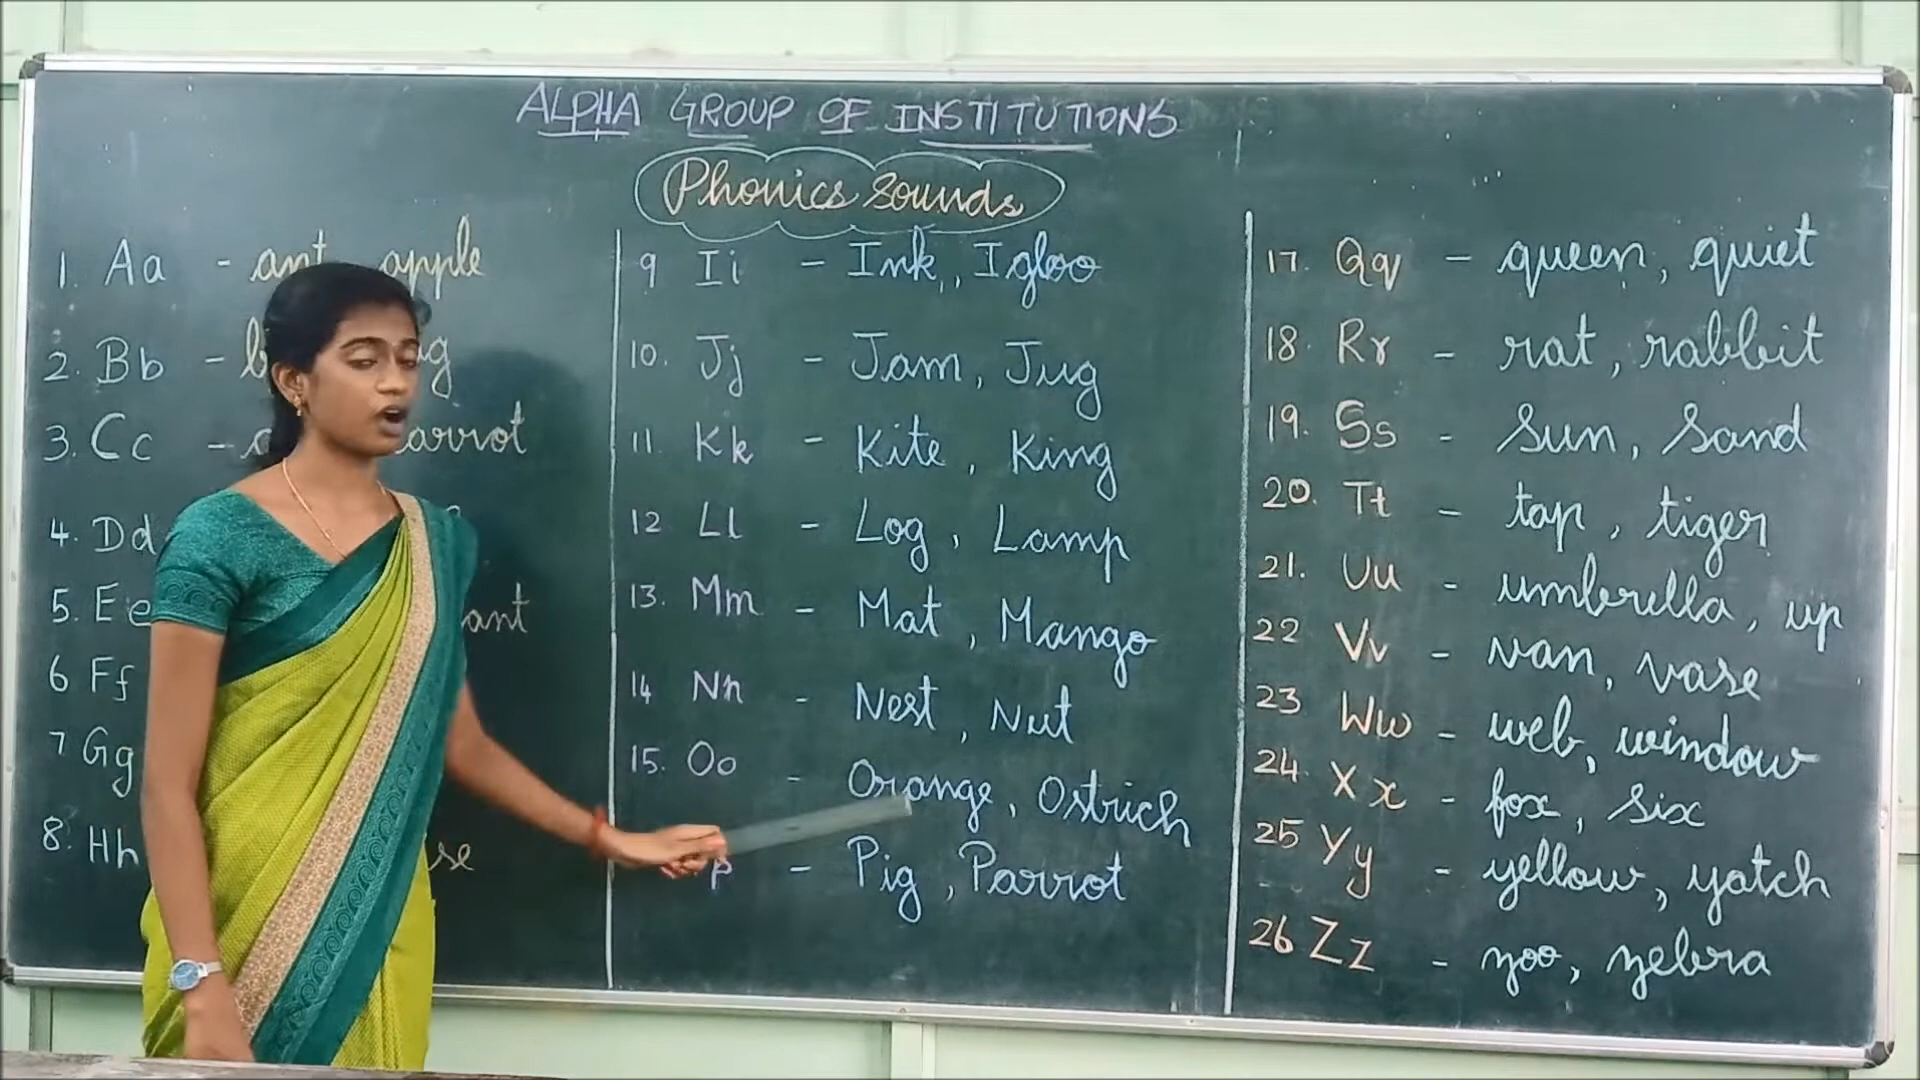 ALPHA GROUP OF INSTITUTIONS
Phonics sounds
1. Aa - ant apple
2. Bb -
3. Cc - carrot
4. Dd
5. Ee
6 Ff
7 Gg
8. Hh
9 Ii - Ink, Igloo
10. Jj - Jam, Jug
11. Kk - Kite, King
12 Ll - Log, Lamp
13. Mm - Mat, Mango
14 Nn - Nest, Nut
15. Oo - Orange, Ostrich
p - Pig, Parrot
17. Qq - queen, quiet
18. Rr - rat, rabbit
19. Ss - sun, sand
20. Tt - tap, tiger
21. Uu - umbrella, up
22 Vv - van, vase
23 Ww - web, window
24. Xx - fox, six
25 Yy - yellow, yatch
26 Zz - zoo, zebra